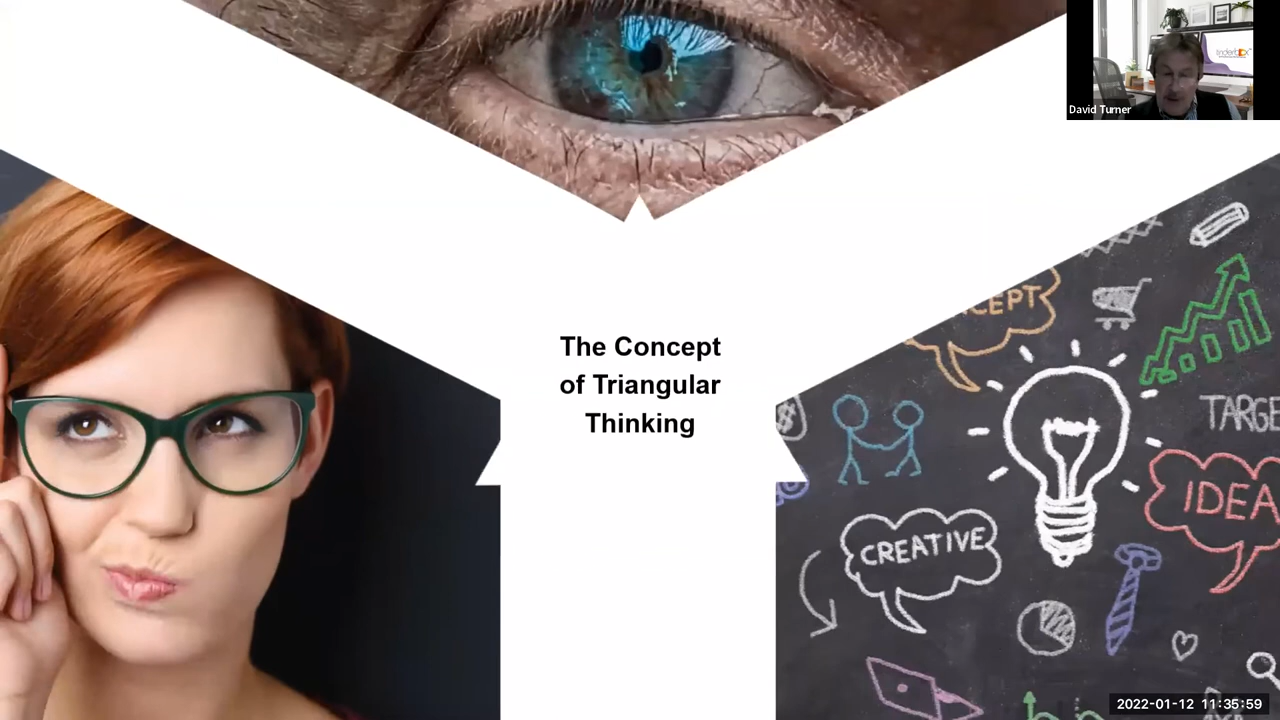 David Turner
The Concept
of Triangular
Thinking
CEPT
TARGE
IDEA
CREATIVE
2022-01-12 11:35:59